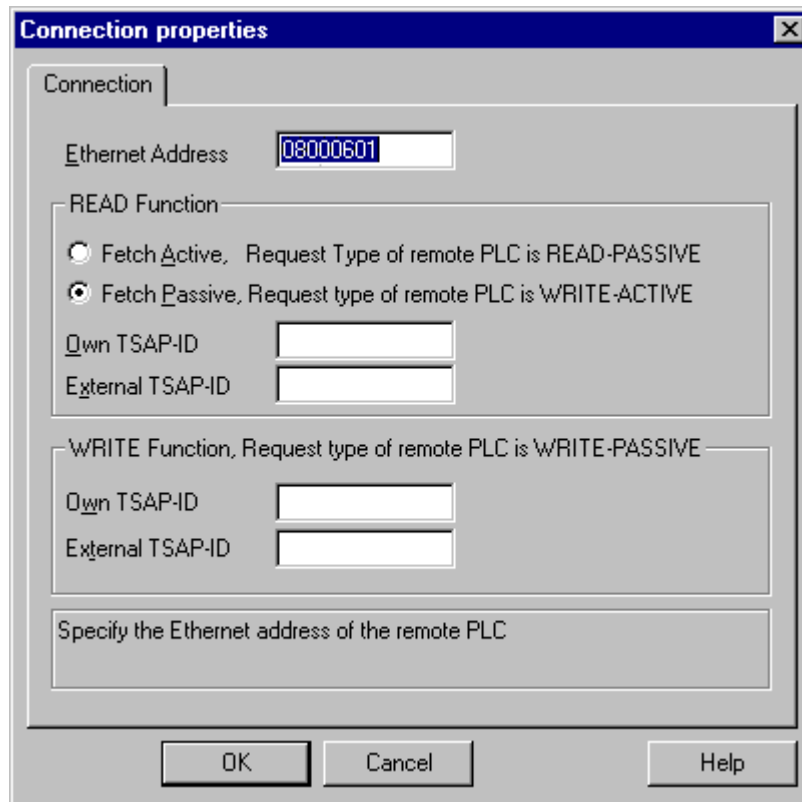 Connection properties
Connection
Ethernet Address 08000601
READ Function
Fetch Active, Request Type of remote PLC is READ-PASSIVE
Fetch Passive, Request type of remote PLC is WRITE-ACTIVE
Own TSAP-ID
External TSAP-ID
WRITE Function, Request type of remote PLC is WRITE-PASSIVE
Own TSAP-ID
External TSAP-ID
Specify the Ethernet address of the remote PLC
OK Cancel Help